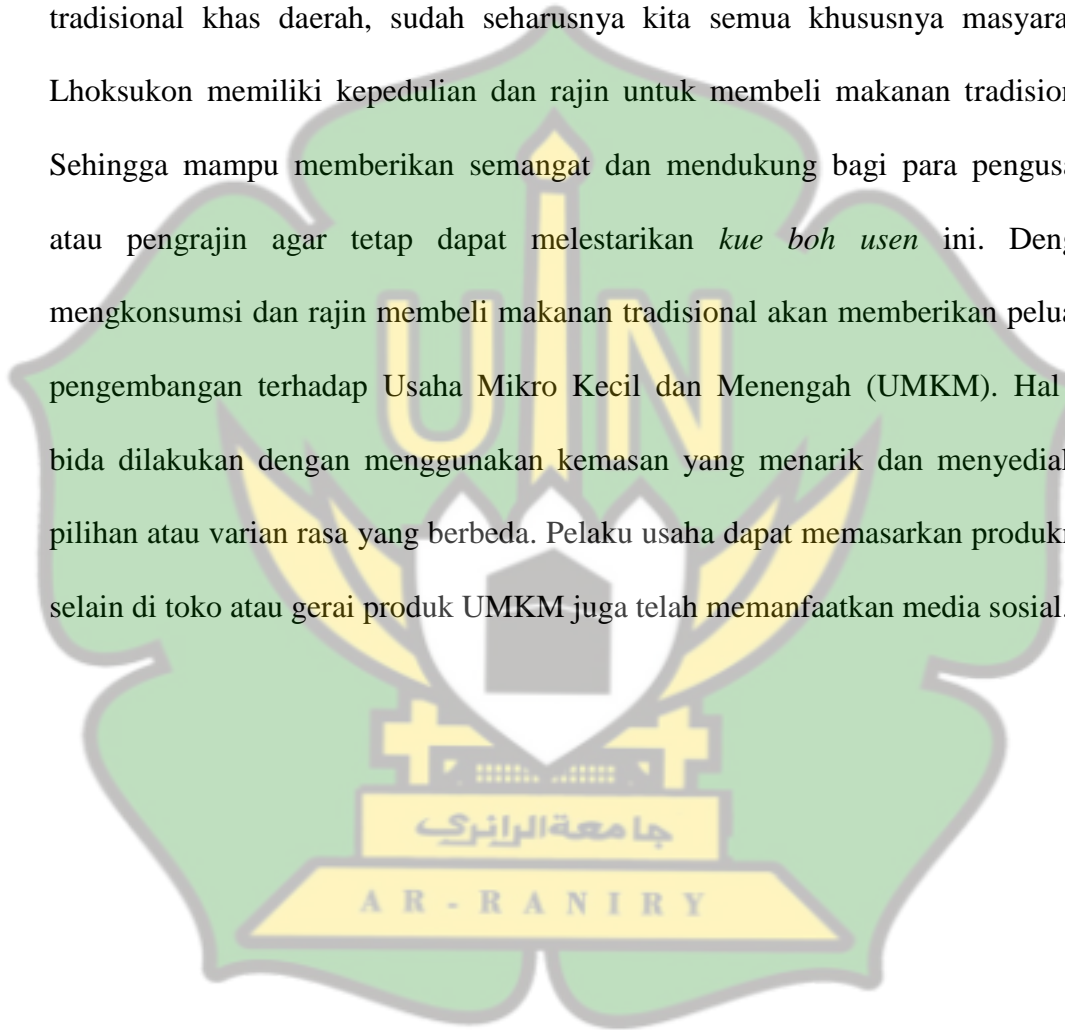 tradisional khas daerah, sudah seharusnya kita semua khususnya masyara
Lhoksukon memiliki kepedulian dan rajin untuk membeli makanan tradision
Sehingga mampu memberikan semangat dan mendukung bagi para pengusa
atau pengrajin agar tetap dapat melestarikan kue boh usen ini. Deng
mengkonsumsi dan rajin membeli makanan tradisional akan memberikan pelua
pengembangan terhadap Usaha Mikro Kecil dan Menengah (UMKM). Hal
bida dilakukan dengan menggunakan kemasan yang menarik dan menyedial
pilihan atau varian rasa yang berbeda. Pelaku usaha dapat memasarkan produkn
selain di toko atau gerai produk UMKM juga telah memanfaatkan media sosial.
UIN
جامعةالرانري
AR-RANIRY